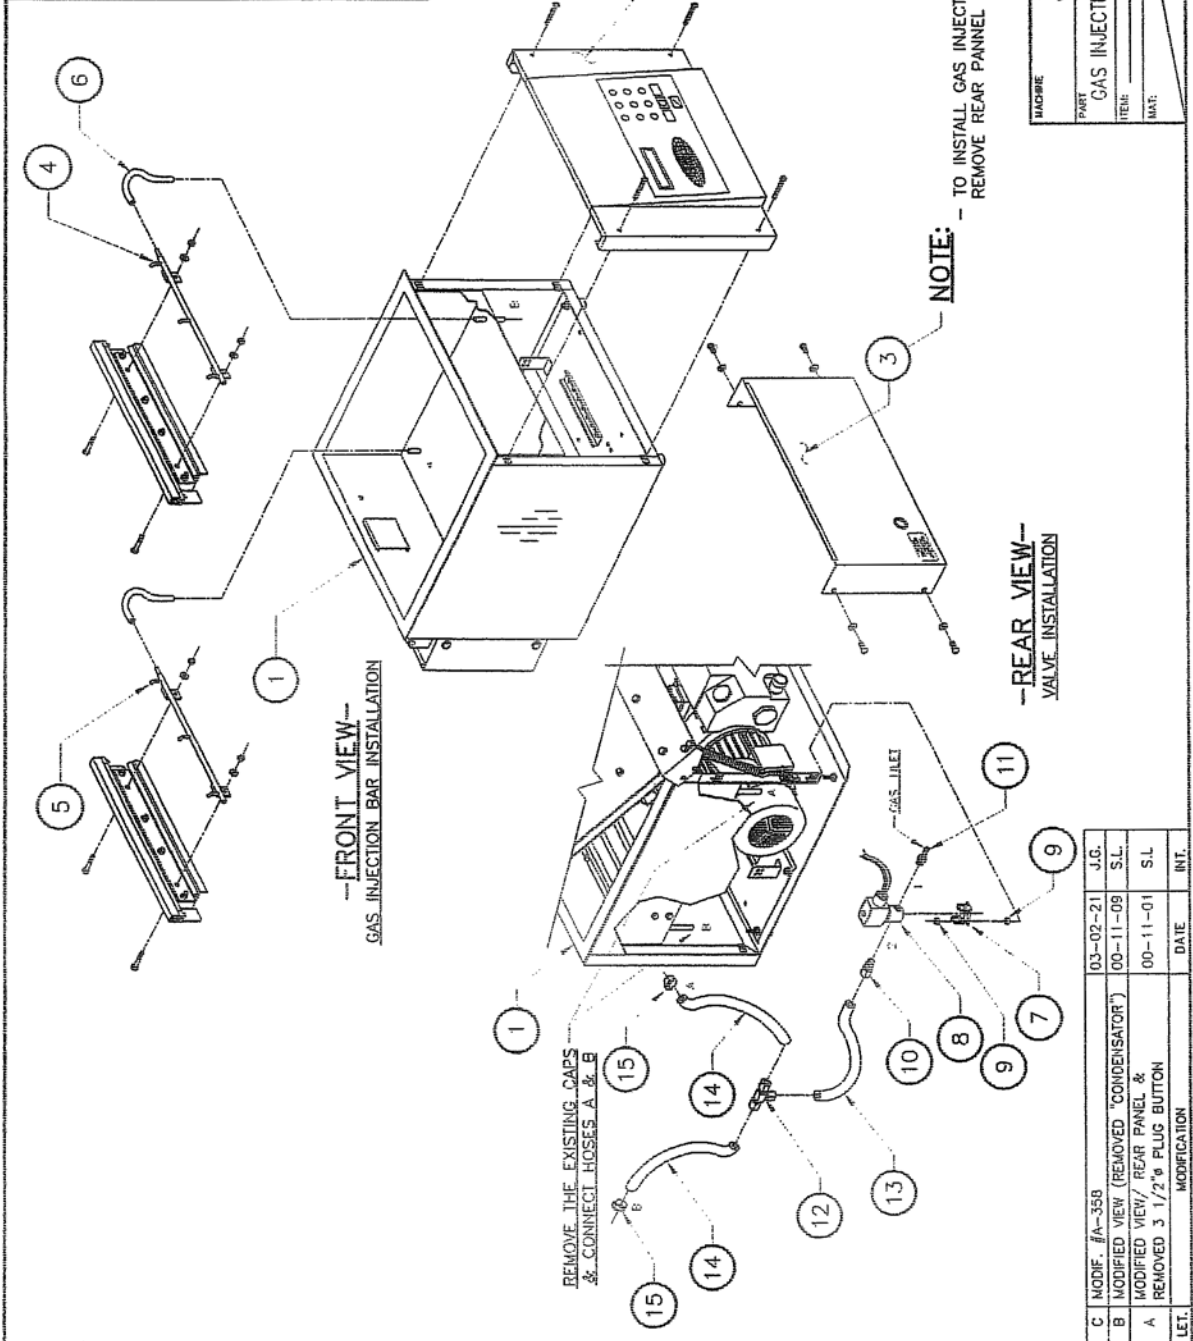 6
4
5
1
—FRONT VIEW—
GAS INJECTION BAR INSTALLATION
3
NOTE: – TO INSTALL GAS INJECT
REMOVE REAR PANNEL
MACHINE
PART
GAS INJECT
ITEM:
MAT:
—REAR VIEW—
VALVE INSTALLATION
B
A
1
REMOVE THE EXISTING CAPS
& CONNECT HOSES A & B
15
A
B
15
14
14
12
13
10
8
9
7
9
11
GAS INLET
1
2
A
B
C MODIF. #A-358 03-02-21 J.G.
B MODIFIED VIEW (REMOVED "CONDENSATOR") 00-11-09 S.L.
A MODIFIED VIEW/ REAR PANEL & 00-11-01 S.L
REMOVED 3 1/2"ø PLUG BUTTON
LET. MODIFICATION DATE INT.